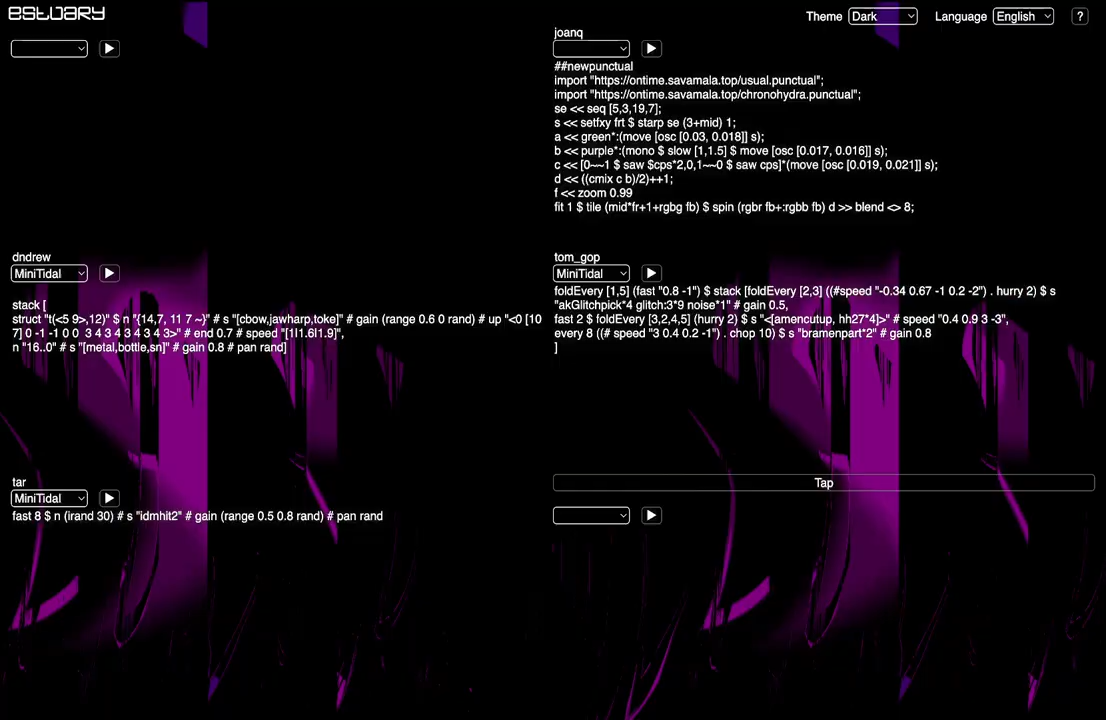 estuary
Theme Dark Language English ?
joanq
##newpunctual
import "https://ontime.savamala.top/usual.punctual";
import "https://ontime.savamala.top/chronohydra.punctual";
se << seq [5,3,19,7];
s << setfxy frt $ starp se (3+mid) 1;
a << green*:(move [osc [0.03, 0.018]] s);
b << purple*:(mono $ slow [1,1.5] $ move [osc [0.017, 0.016]] s);
c << [0~~1 $ saw $cps*2,0,1~~0 $ saw cps]*(move [osc [0.019, 0.021]] s);
d << ((cmix c b)/2)++1;
f << zoom 0.99
fit 1 $ tile (mid*fr+1+rgbg fb) $ spin (rgbr fb+:rgbb fb) d >> blend <> 8;
dndrew
MiniTidal
stack [
struct "t(<5 9>,12)" $ n "{14,7, 11 7 ~}" # s "[cbow,jawharp,toke]" # gain (range 0.6 0 rand) # up "<0 [10
7] 0 -1 -1 0 0  3 4 3 4 3 4 3 4 3>" # end 0.7 # speed "[1|1.6|1.9]",
n "16..0" # s "[metal,bottle,sn]" # gain 0.8 # pan rand]
tom_gop
MiniTidal
foldEvery [1,5] (fast "0.8 -1") $ stack [foldEvery [2,3] ((#speed "-0.34 0.67 -1 0.2 -2") . hurry 2) $ s
"akGlitchpick*4 glitch:3*9 noise*1" # gain 0.5,
fast 2 $ foldEvery [3,2,4,5] (hurry 2) $ s "<[amencutup, hh27*4]>" # speed "0.4 0.9 3 -3",
every 8 ((# speed "3 0.4 0.2 -1") . chop 10) $ s "bramenpart*2" # gain 0.8
]
tar
MiniTidal
fast 8 $ n (irand 30) # s "idmhit2" # gain (range 0.5 0.8 rand) # pan rand
Tap